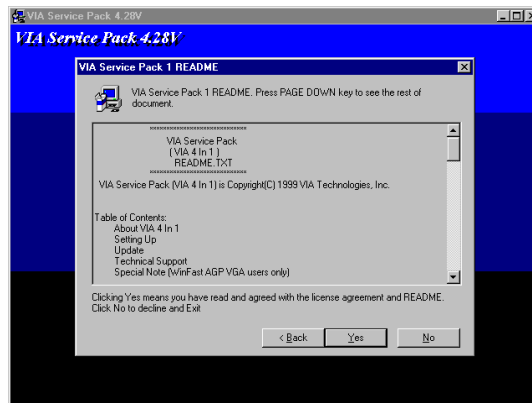 VIA Service Pack 4.28V
VIA Service Pack 4.28V
VIA Service Pack 1 README
VIA Service Pack 1 README. Press PAGE DOWN key to see the rest of
document.
VIA Service Pack
( VIA 4 In 1 )
README.TXT
VIA Service Pack (VIA 4 In 1) is Copyright(C) 1999 VIA Technologies, Inc.
Table of Contents:
About VIA 4 In 1
Setting Up
Update
Technical Support
Special Note (WinFast AGP VGA users only)
Clicking Yes means you have read and agreed with the license agreement and README.
Click No to decline and Exit
< Back
Yes
No